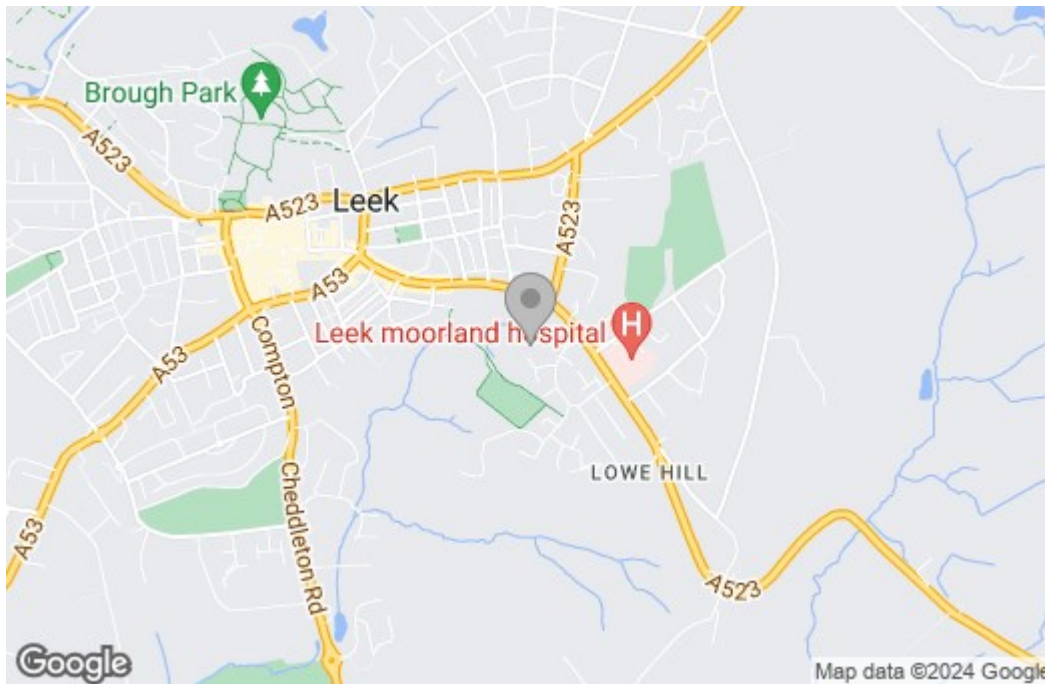 Brough Park
A523
Leek
A523
A523
A53
Leek moorland hospital
H
A53
Compton
LOWE HILL
Cheddleton Rd
A53
A523
Google
Map data ©2024 Google